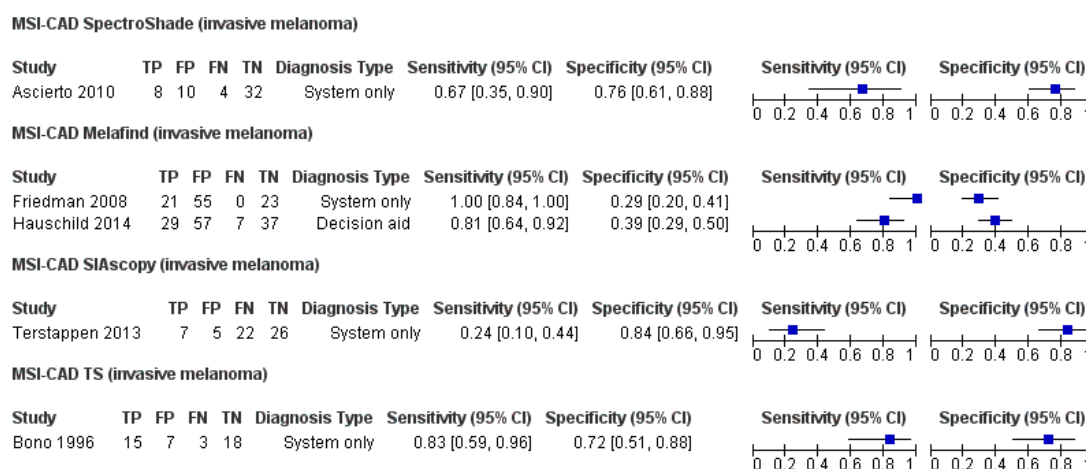 MSI-CAD SpectroShade (invasive melanoma)
Study TP FP FN TN Diagnosis Type Sensitivity (95% CI) Specificity (95% CI) Sensitivity (95% CI) Specificity (95% CI)
Ascierto 2010 8 10 4 32 System only 0.67 [0.35, 0.90] 0.76 [0.61, 0.88]
0 0.2 0.4 0.6 0.8 1 0 0.2 0.4 0.6 0.8 1
MSI-CAD Melafind (invasive melanoma)
Study TP FP FN TN Diagnosis Type Sensitivity (95% CI) Specificity (95% CI) Sensitivity (95% CI) Specificity (95% CI)
Friedman 2008 21 55 0 23 System only 1.00 [0.84, 1.00] 0.29 [0.20, 0.41]
Hauschild 2014 29 57 7 37 Decision aid 0.81 [0.64, 0.92] 0.39 [0.29, 0.50]
0 0.2 0.4 0.6 0.8 1 0 0.2 0.4 0.6 0.8 1
MSI-CAD SIAscopy (invasive melanoma)
Study TP FP FN TN Diagnosis Type Sensitivity (95% CI) Specificity (95% CI) Sensitivity (95% CI) Specificity (95% CI)
Terstappen 2013 7 5 22 26 System only 0.24 [0.10, 0.44] 0.84 [0.66, 0.95]
0 0.2 0.4 0.6 0.8 1 0 0.2 0.4 0.6 0.8 1
MSI-CAD TS (invasive melanoma)
Study TP FP FN TN Diagnosis Type Sensitivity (95% CI) Specificity (95% CI) Sensitivity (95% CI) Specificity (95% CI)
Bono 1996 15 7 3 18 System only 0.83 [0.59, 0.96] 0.72 [0.51, 0.88]
0 0.2 0.4 0.6 0.8 1 0 0.2 0.4 0.6 0.8 1